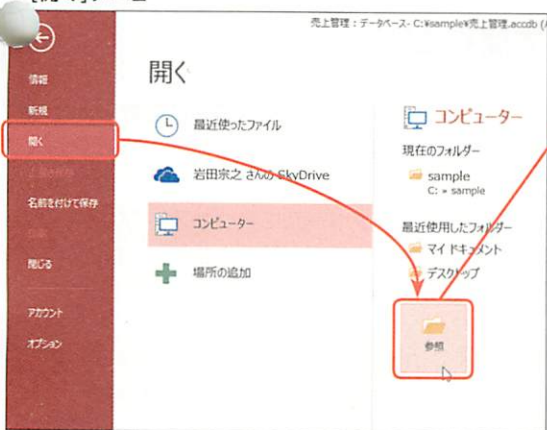 売上管理 : データベース- C:¥sample¥売上管理.accdb (A
情報
新規
開く
名前を付けて保存
閉じる
アカウント
オプション
開く
最近使ったファイル
岩田宗之 さんの SkyDrive
コンピューター
場所の追加
コンピューター
現在のフォルダー
sample
C: » sample
最近使用したフォルダー
マイ ドキュメント
デスクトップ
参照